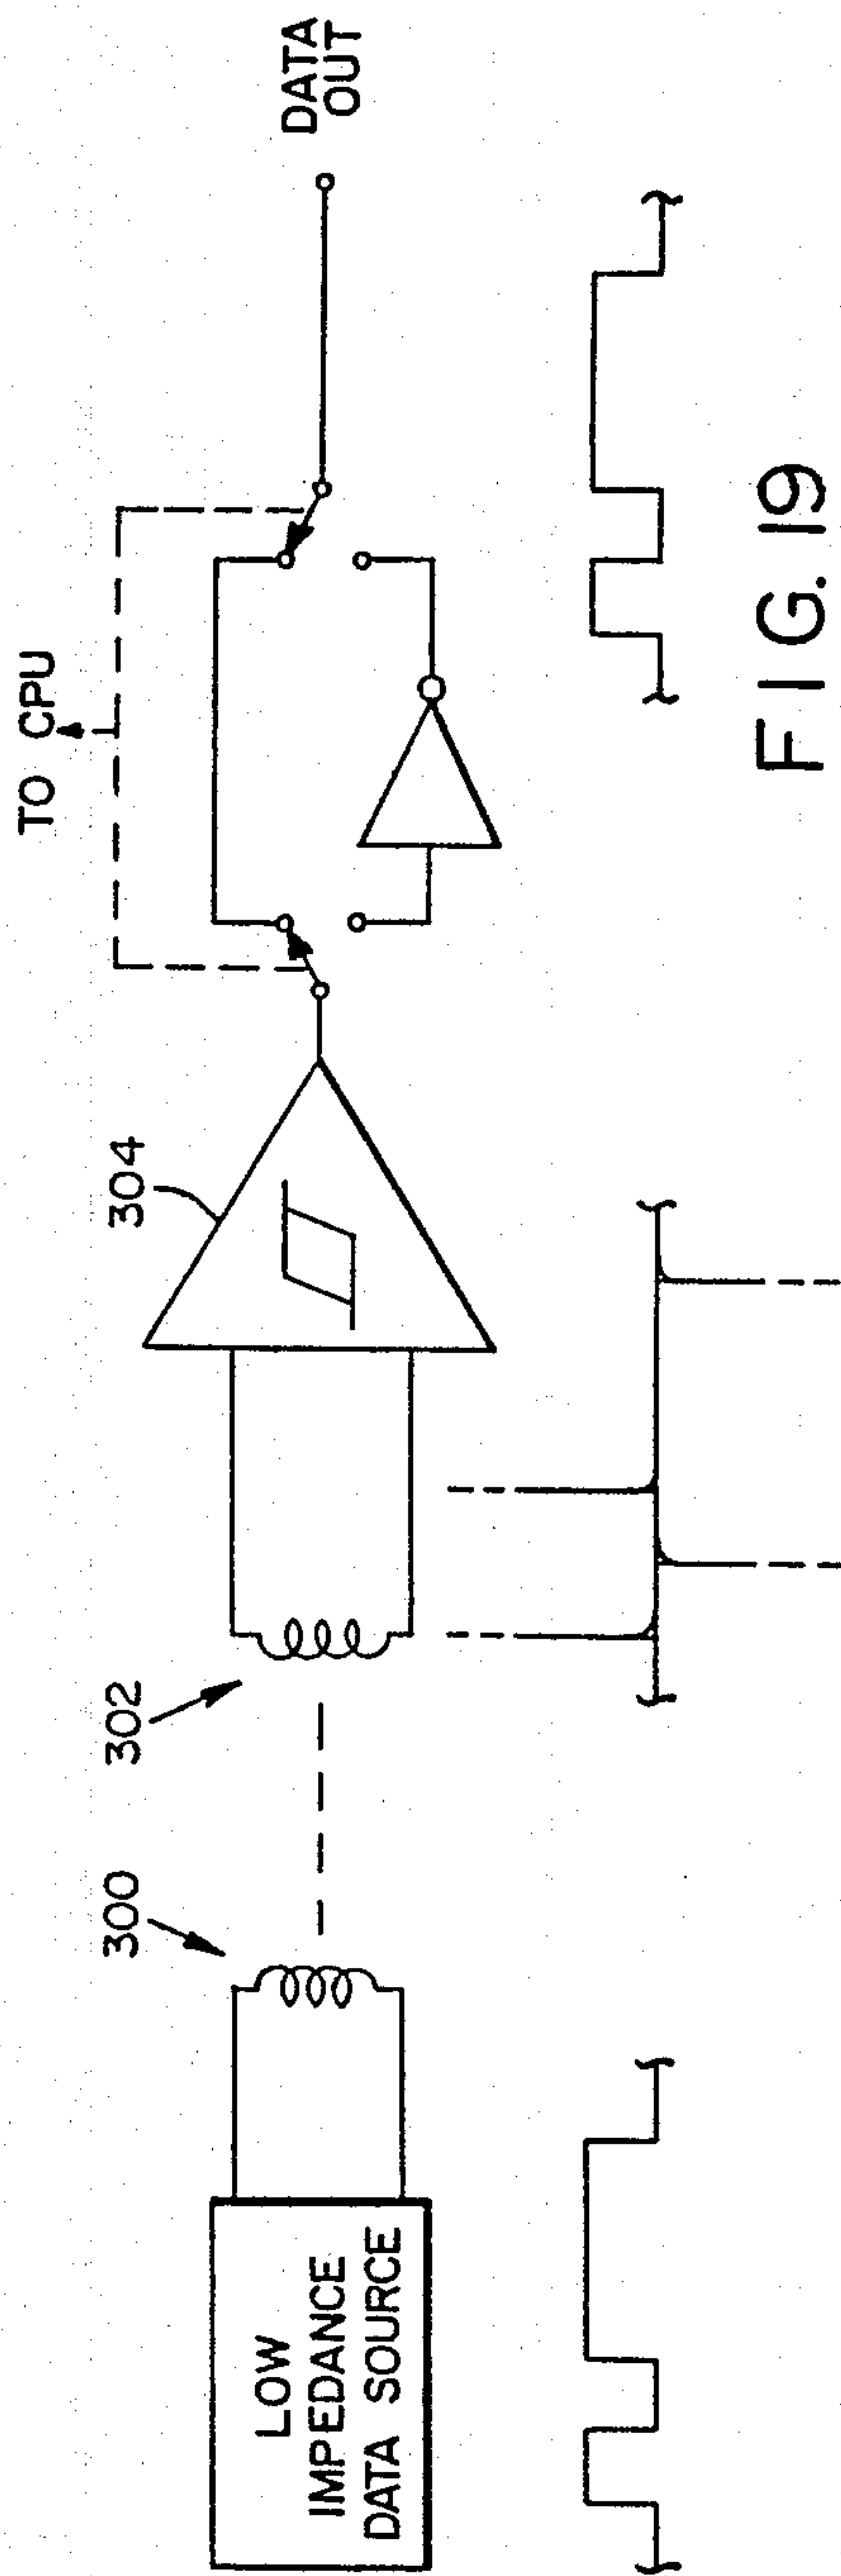 LOW
IMPEDANCE
DATA SOURCE
300
302
304
TO CPU
DATA
OUT
FIG. 19